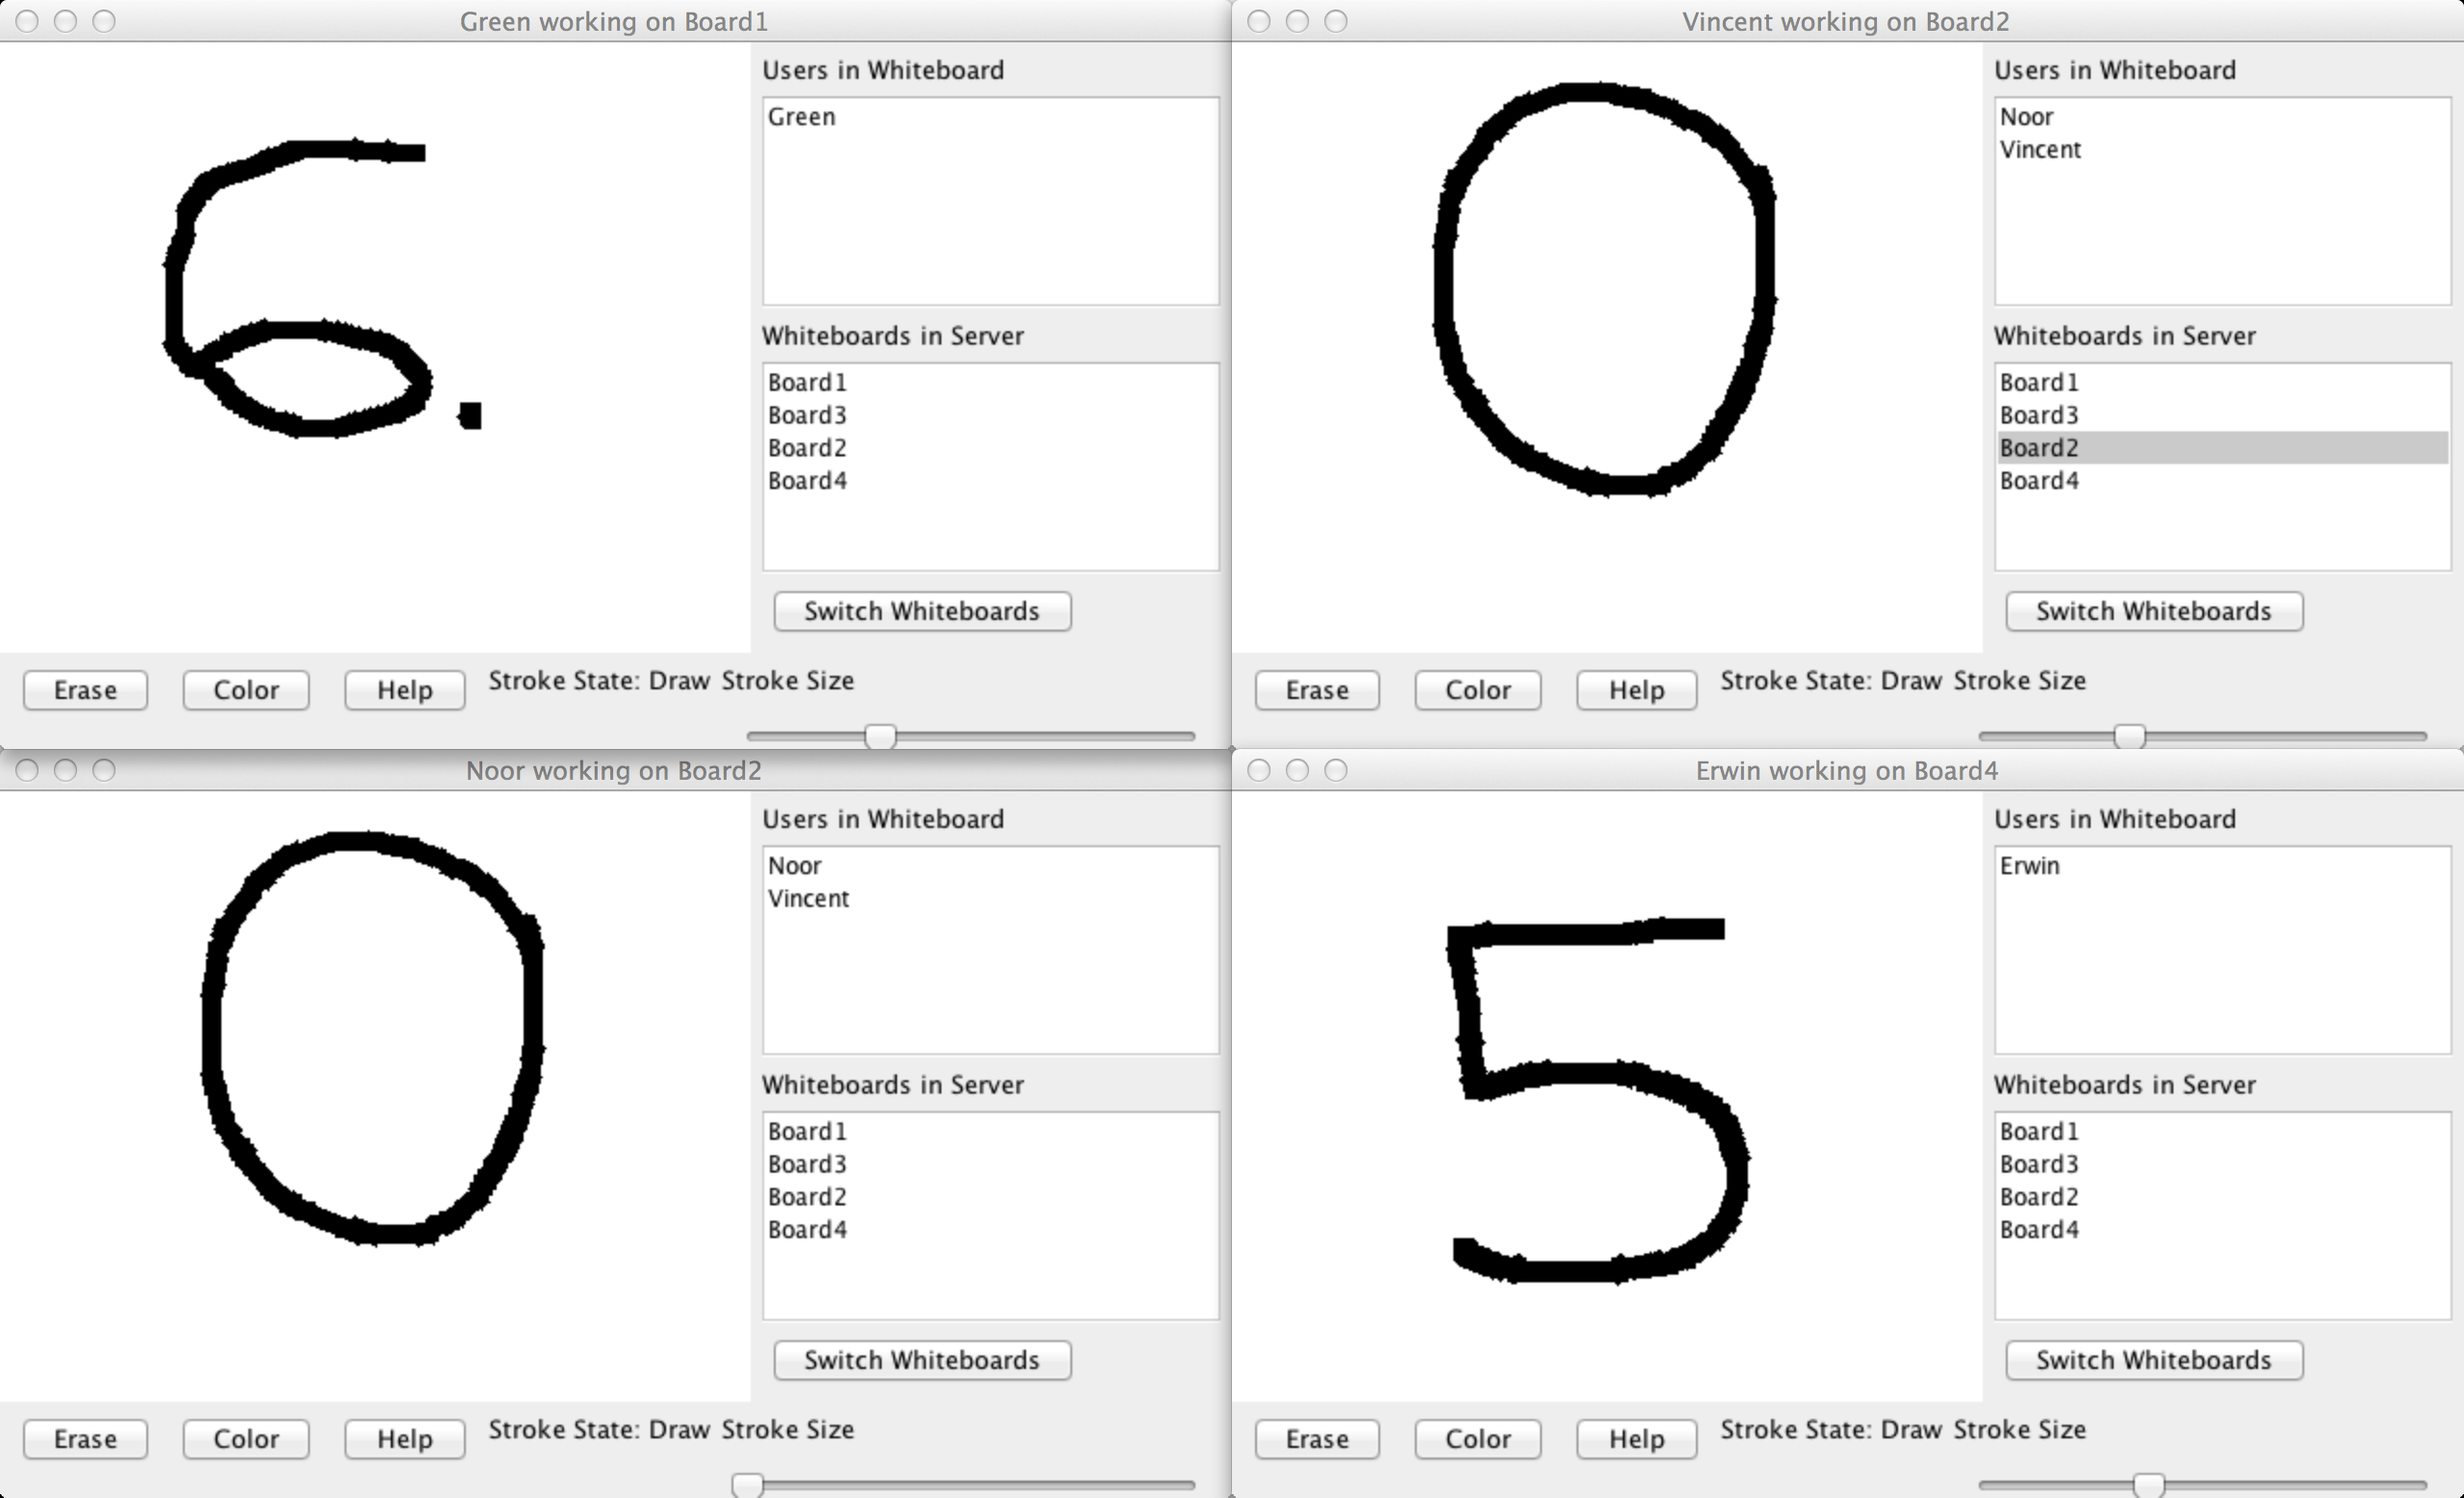 Green working on Board1
Users in Whiteboard
Green
6.
Whiteboards in Server
Board1
Board3
Board2
Board4
Switch Whiteboards
Erase Color Help Stroke State: Draw Stroke Size
Vincent working on Board2
Users in Whiteboard
Noor
Vincent
0
Whiteboards in Server
Board1
Board3
Board2
Board4
Switch Whiteboards
Erase Color Help Stroke State: Draw Stroke Size
Noor working on Board2
Users in Whiteboard
Noor
Vincent
0
Whiteboards in Server
Board1
Board3
Board2
Board4
Switch Whiteboards
Erase Color Help Stroke State: Draw Stroke Size
Erwin working on Board4
Users in Whiteboard
Erwin
5
Whiteboards in Server
Board1
Board3
Board2
Board4
Switch Whiteboards
Erase Color Help Stroke State: Draw Stroke Size